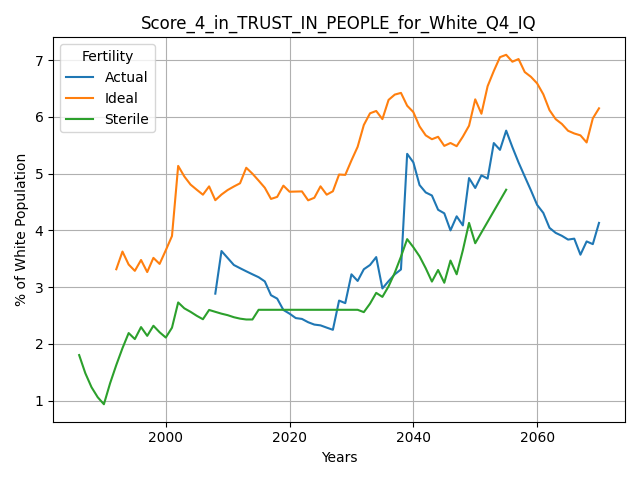 Score_4_in_TRUST_IN_PEOPLE_for_White_Q4_IQ
Fertility
Actual
Ideal
Sterile
% of White Population
7
6
5
4
3
2
1
2000 2020 2040 2060
Years